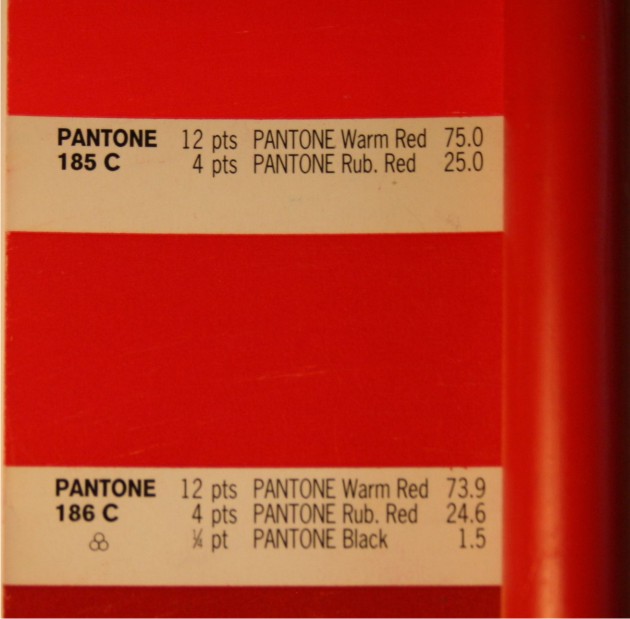 PANTONE 12 pts PANTONE Warm Red 75.0
185 C 4 pts PANTONE Rub. Red 25.0
PANTONE 12 pts PANTONE Warm Red 73.9
186 C 4 pts PANTONE Rub. Red 24.6
¼ pt PANTONE Black 1.5